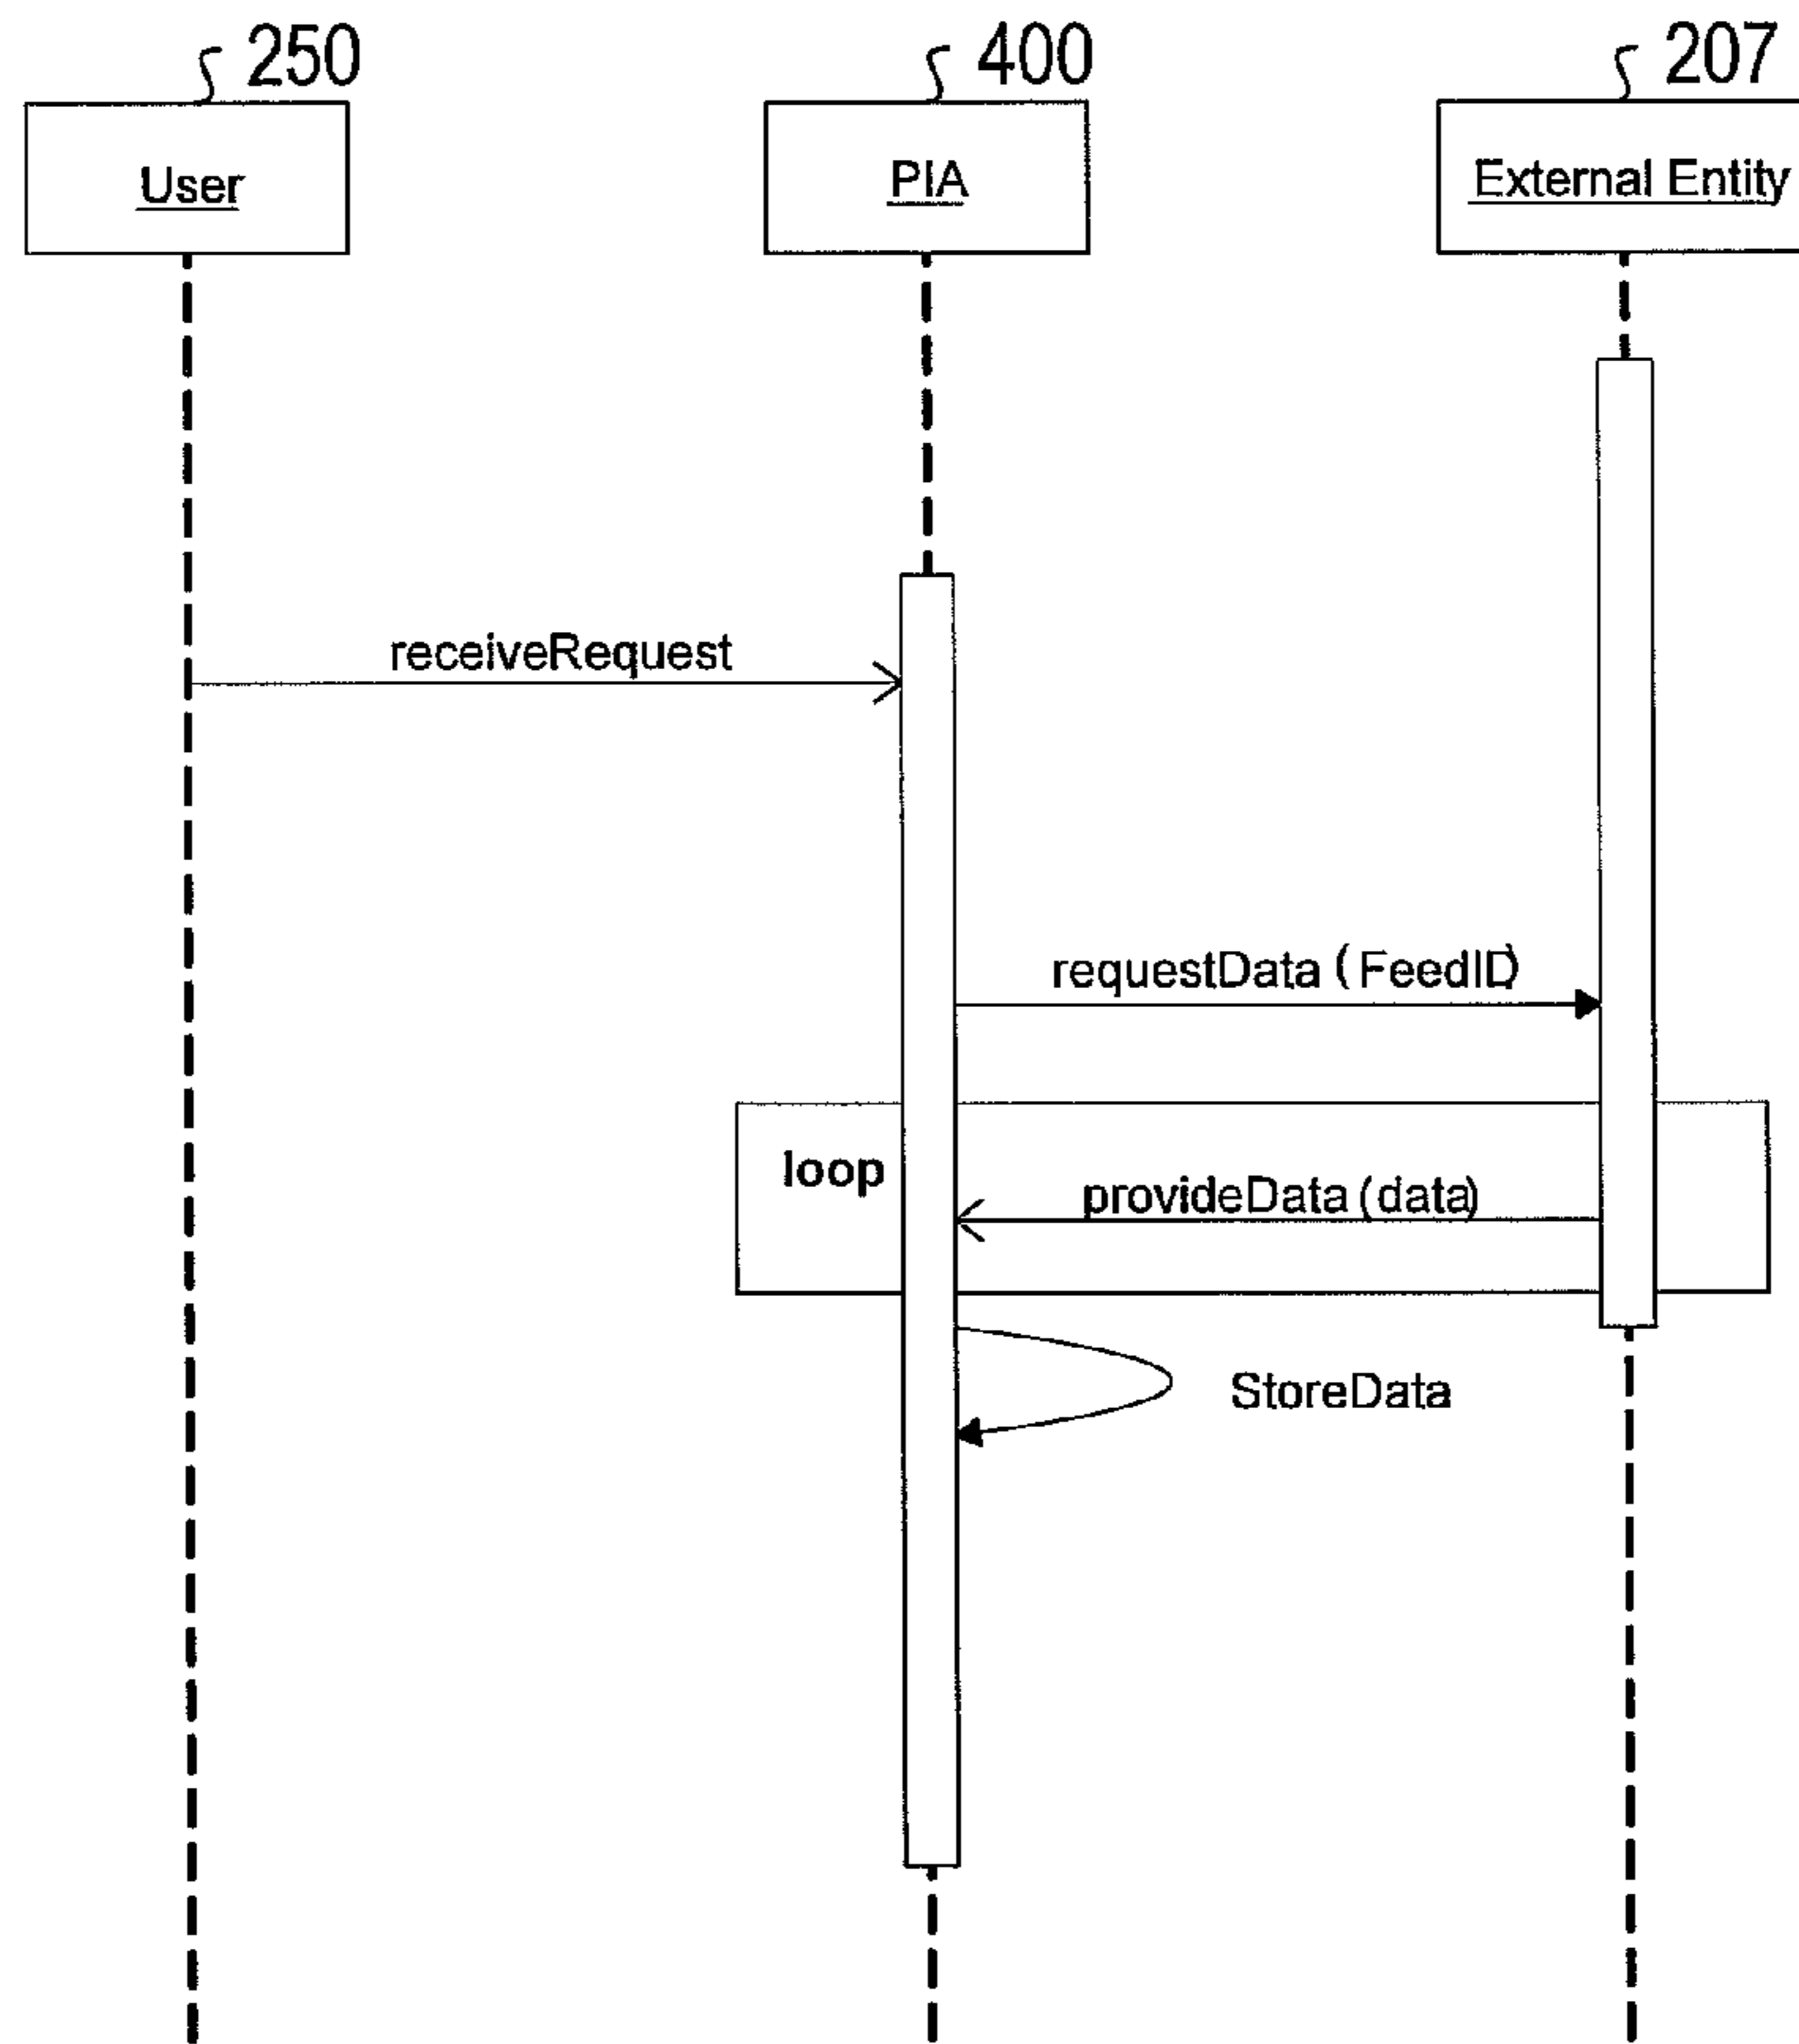 250
400
207
User
PIA
External Entity
receiveRequest
requestData (FeedID)
loop
provideData (data)
StoreData